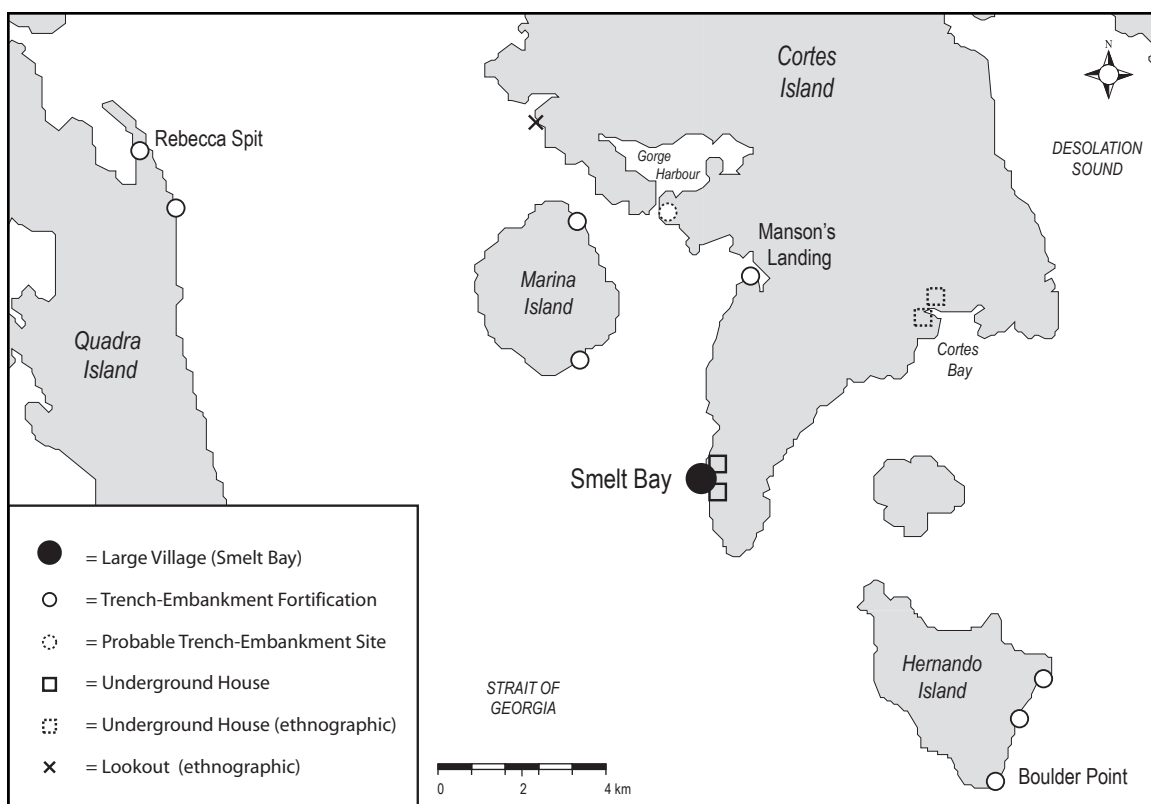 Cortes
Island
N
DESOLATION
SOUND
Rebecca Spit
Gorge
Harbour
Manson's
Landing
Marina
Island
Quadra
Island
Cortes
Bay
Smelt Bay
Hernando
Island
Boulder Point
STRAIT OF
GEORGIA
0 2 4 km
= Large Village (Smelt Bay)
= Trench-Embankment Fortification
= Probable Trench-Embankment Site
= Underground House
= Underground House (ethnographic)
= Lookout (ethnographic)